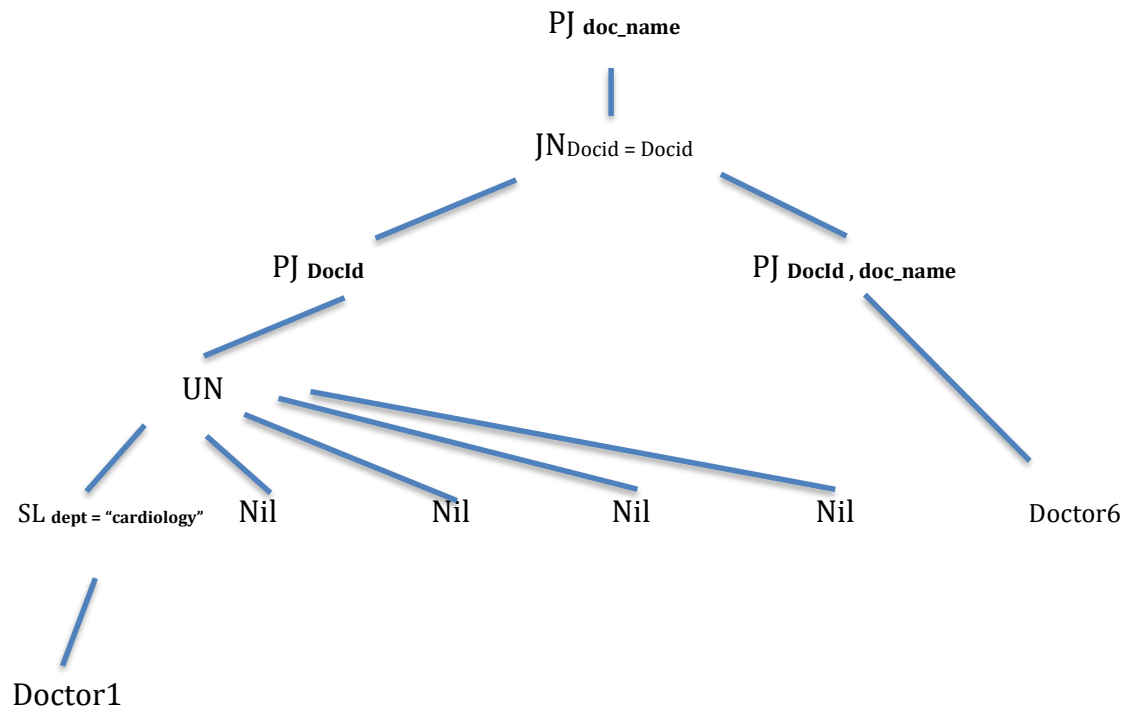 PJ doc_name
JNDocid = Docid
PJ DocId
PJ DocId , doc_name
UN
SL dept = “cardiology”
Nil
Nil
Nil
Nil
Doctor6
Doctor1